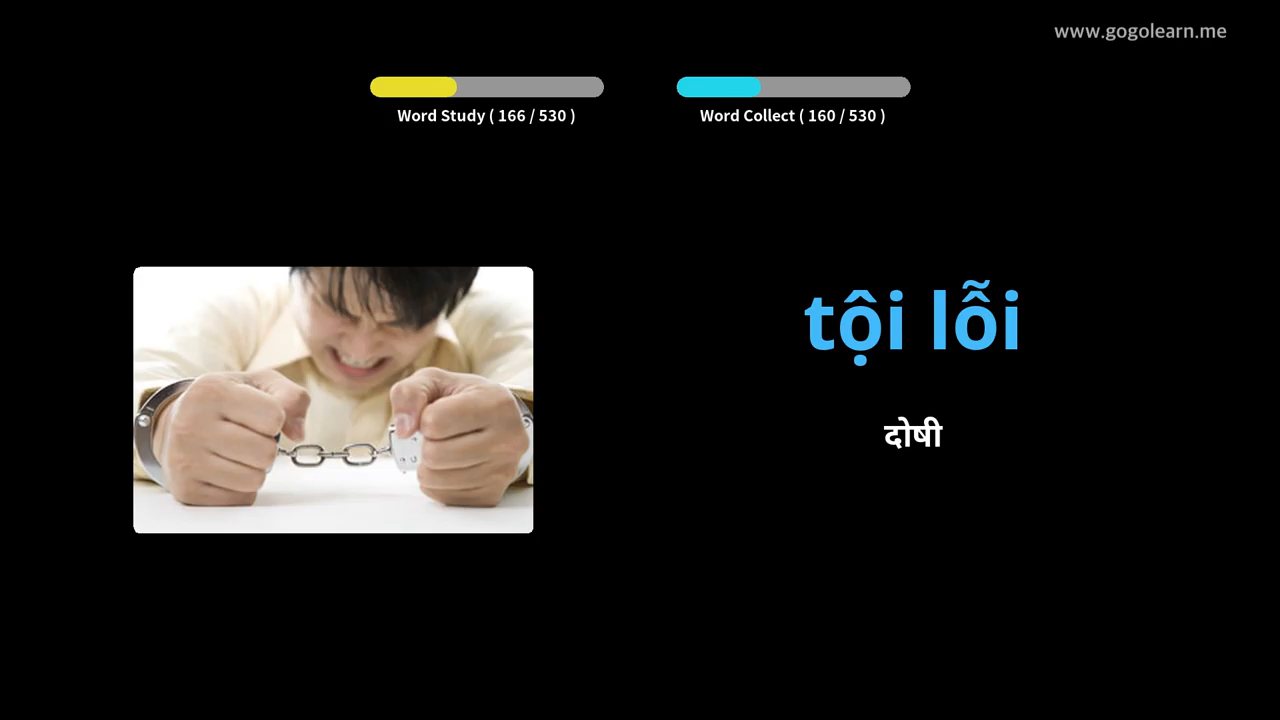 www.gogolearn.me
Word Study ( 166 / 530 )
Word Collect ( 160 / 530 )
tội lỗi
दोषी